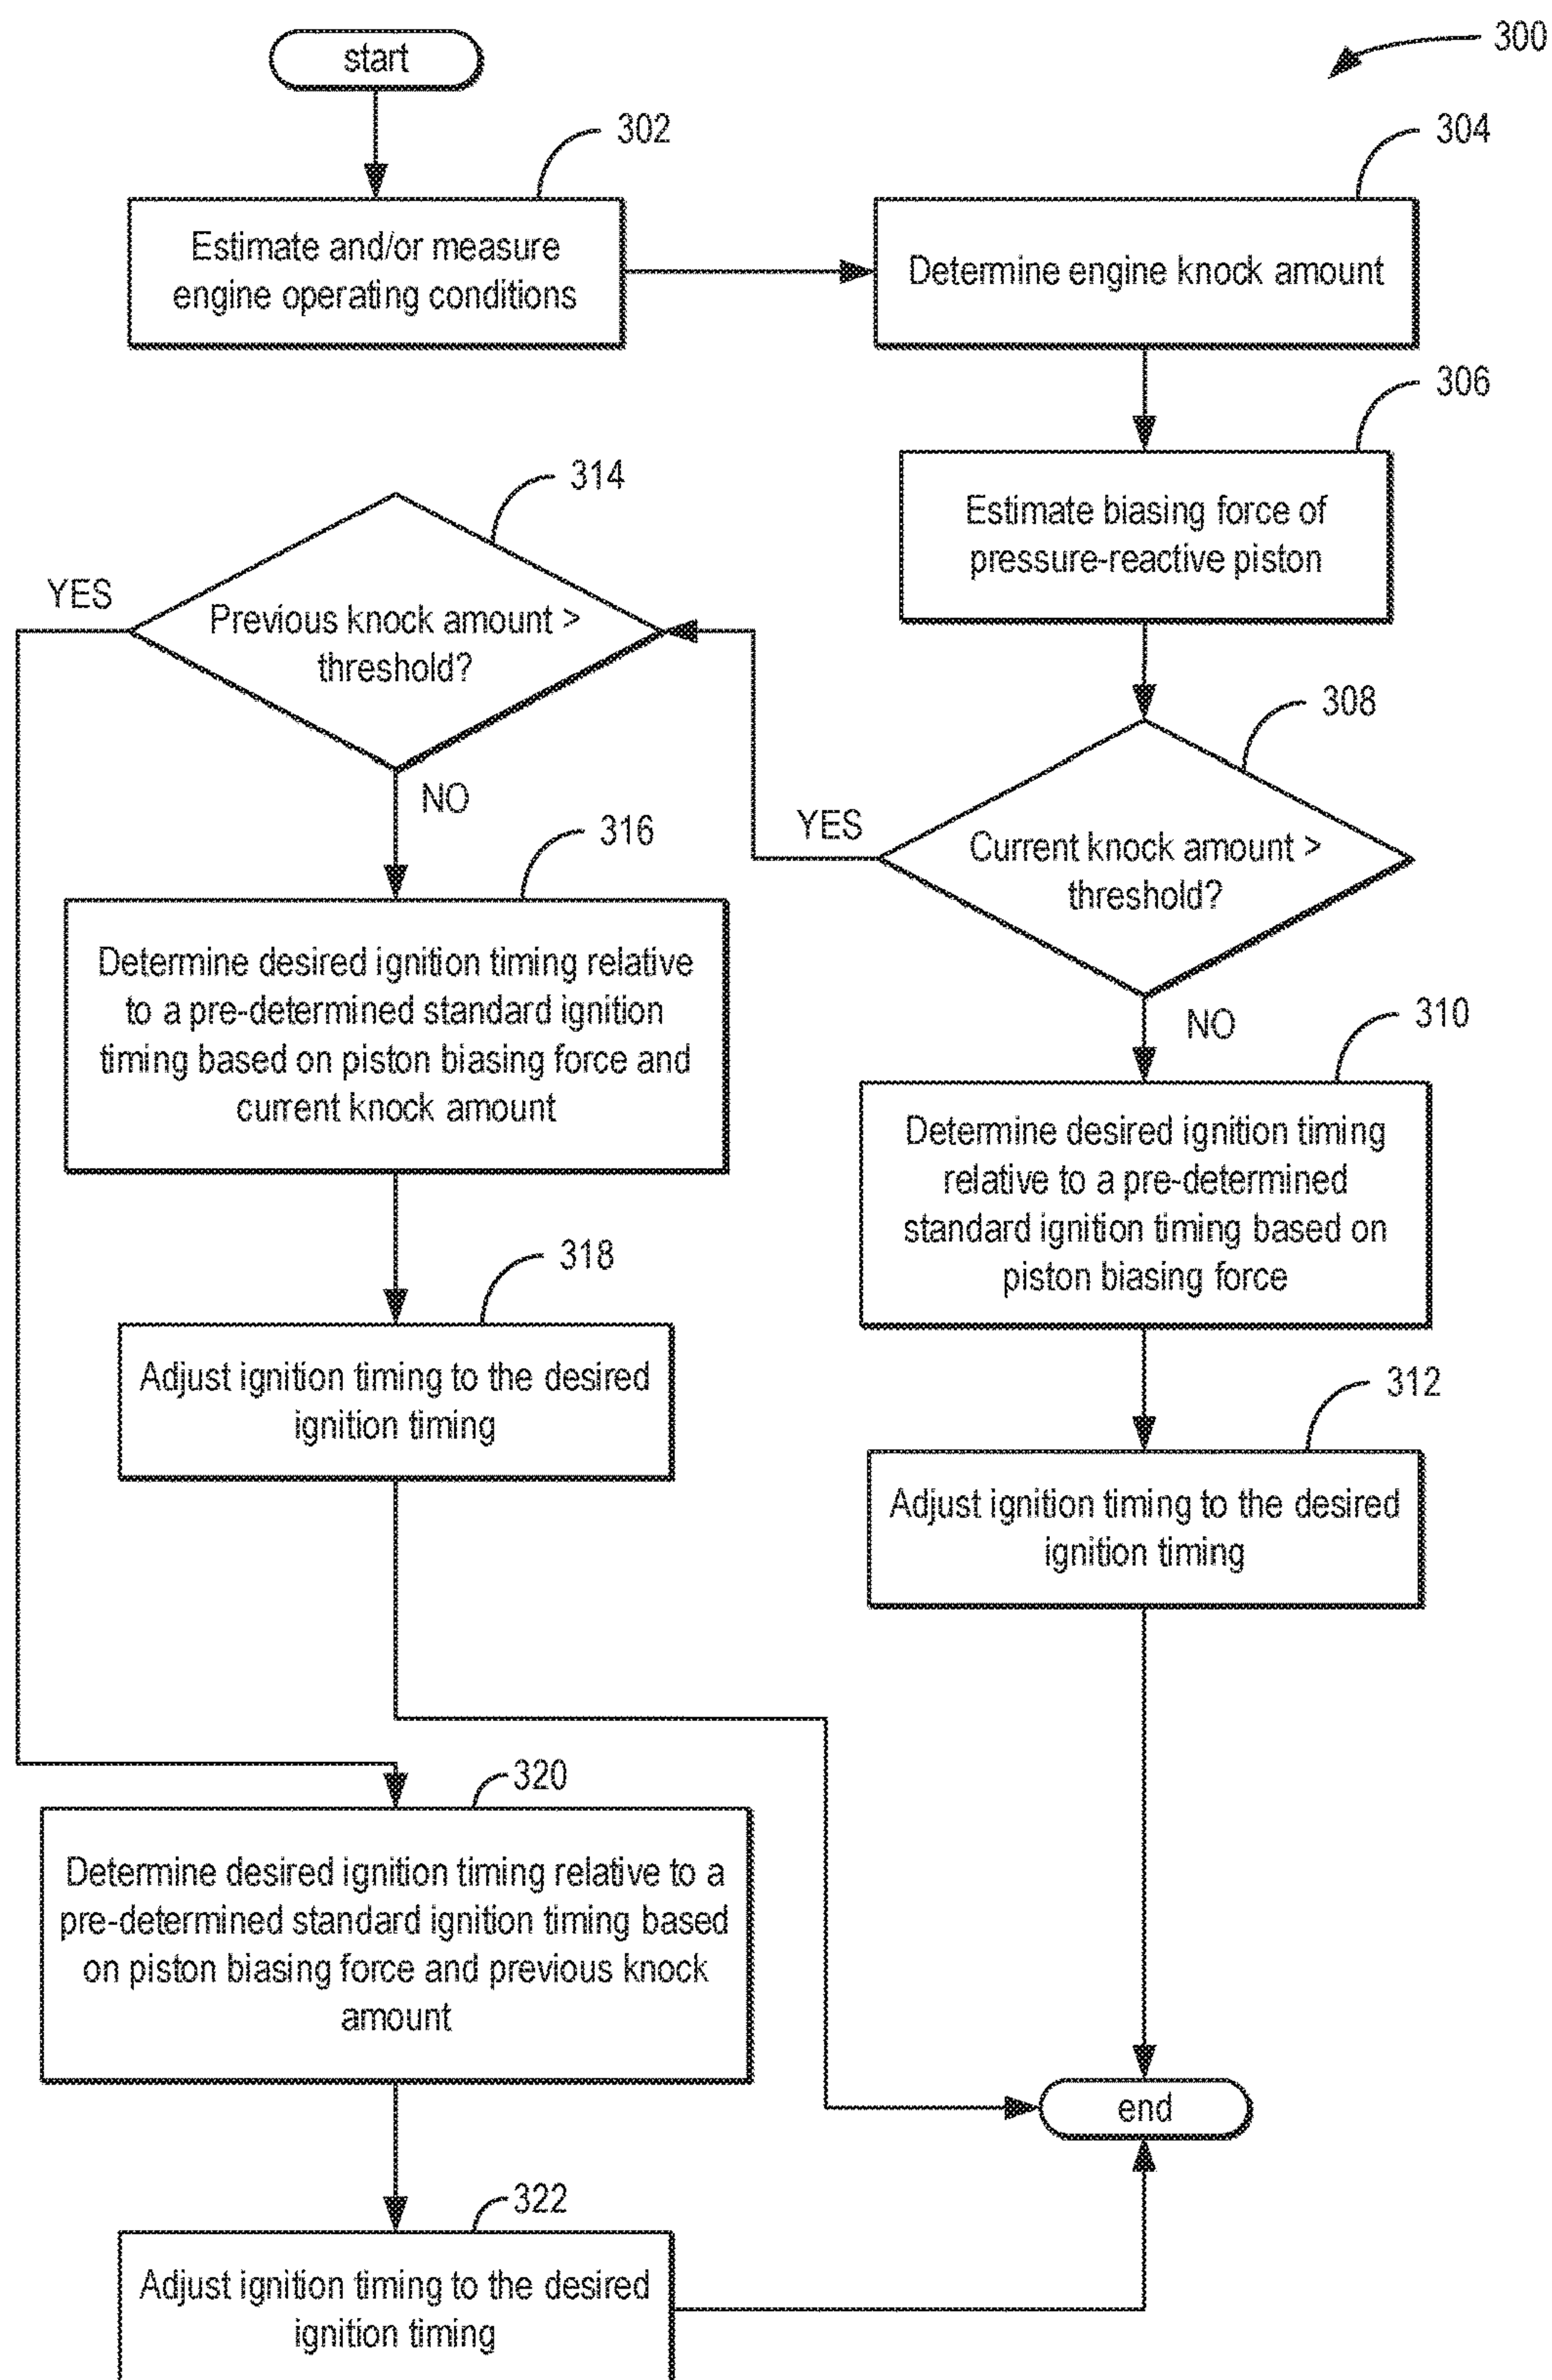 300
start
302
Estimate and/or measure
engine operating conditions
304
Determine engine knock amount
306
Estimate biasing force of
pressure-reactive piston
308
Current knock amount >
threshold?
YES
NO
310
Determine desired ignition timing
relative to a pre-determined
standard ignition timing based on
piston biasing force
312
Adjust ignition timing to the desired
ignition timing
314
Previous knock amount >
threshold?
YES
NO
316
Determine desired ignition timing relative
to a pre-determined standard ignition
timing based on piston biasing force and
current knock amount
318
Adjust ignition timing to the desired
ignition timing
320
Determine desired ignition timing relative to a
pre-determined standard ignition timing based
on piston biasing force and previous knock
amount
322
Adjust ignition timing to the desired
ignition timing
end